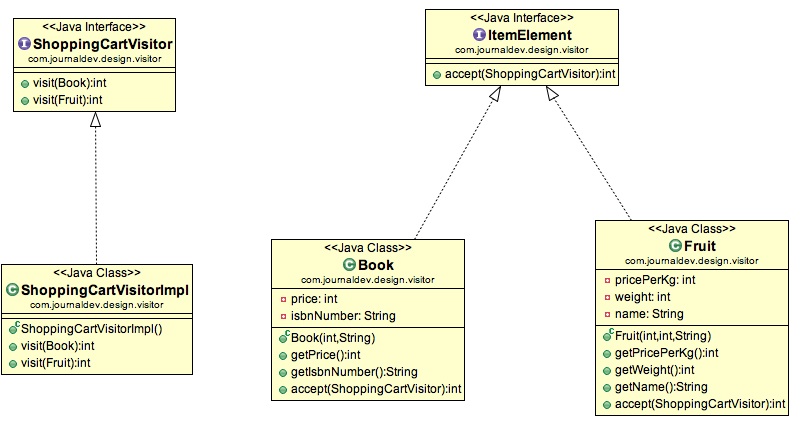 <<Java Interface>>
ShoppingCartVisitor
com.journaldev.design.visitor
visit(Book):int
visit(Fruit):int
<<Java Interface>>
ItemElement
com.journaldev.design.visitor
accept(ShoppingCartVisitor):int
<<Java Class>>
ShoppingCartVisitorImpl
com.journaldev.design.visitor
ShoppingCartVisitorImpl()
visit(Book):int
visit(Fruit):int
<<Java Class>>
Book
com.journaldev.design.visitor
price: int
isbnNumber: String
Book(int,String)
getPrice():int
getIsbnNumber():String
accept(ShoppingCartVisitor):int
<<Java Class>>
Fruit
com.journaldev.design.visitor
pricePerKg: int
weight: int
name: String
Fruit(int,int,String)
getPricePerKg():int
getWeight():int
getName():String
accept(ShoppingCartVisitor):int